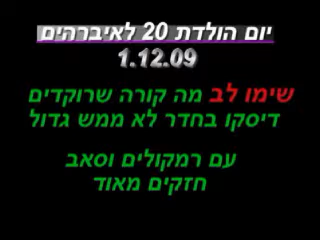 יום הולדת 20 לאיברהים
1.12.09
שימו לב מה קורה שרוקדים
דיסקו בחדר לא ממש גדול
עם רמקולים וסאב
חזקים מאוד